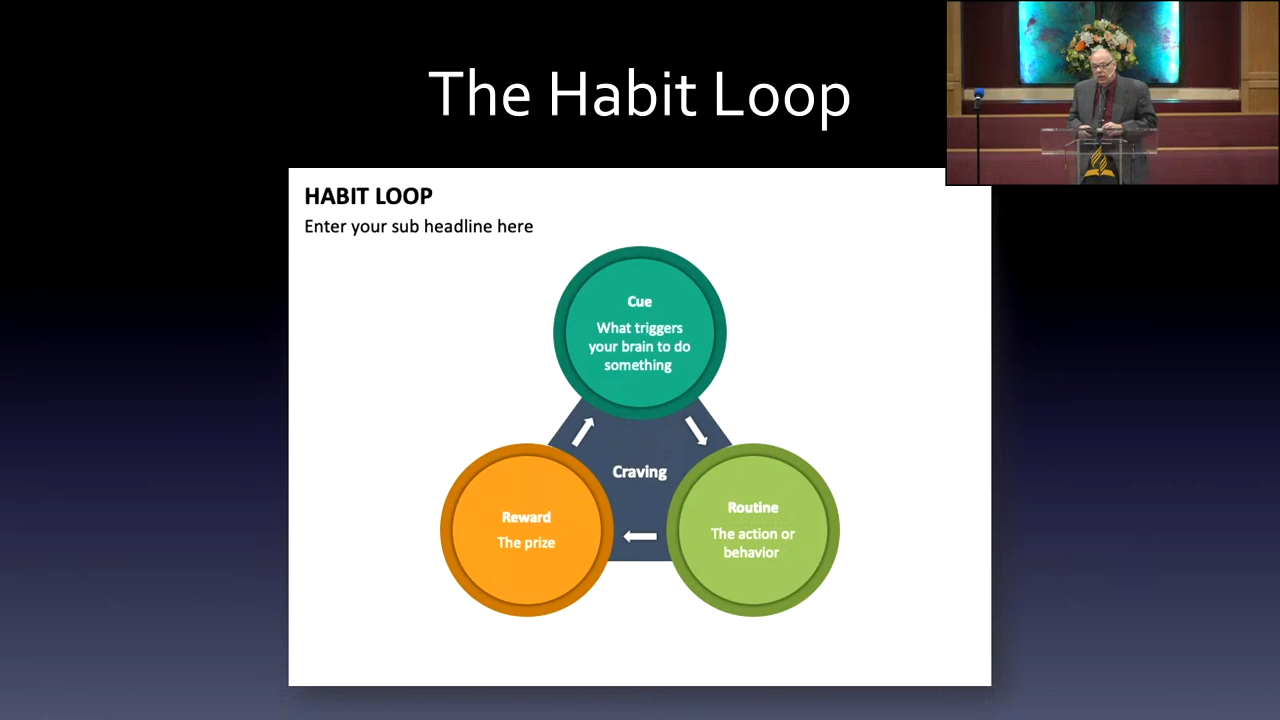 The Habit Loop
HABIT LOOP
Enter your sub headline here
Cue
What triggers
your brain to do
something
Craving
Reward
The prize
Routine
The action or
behavior